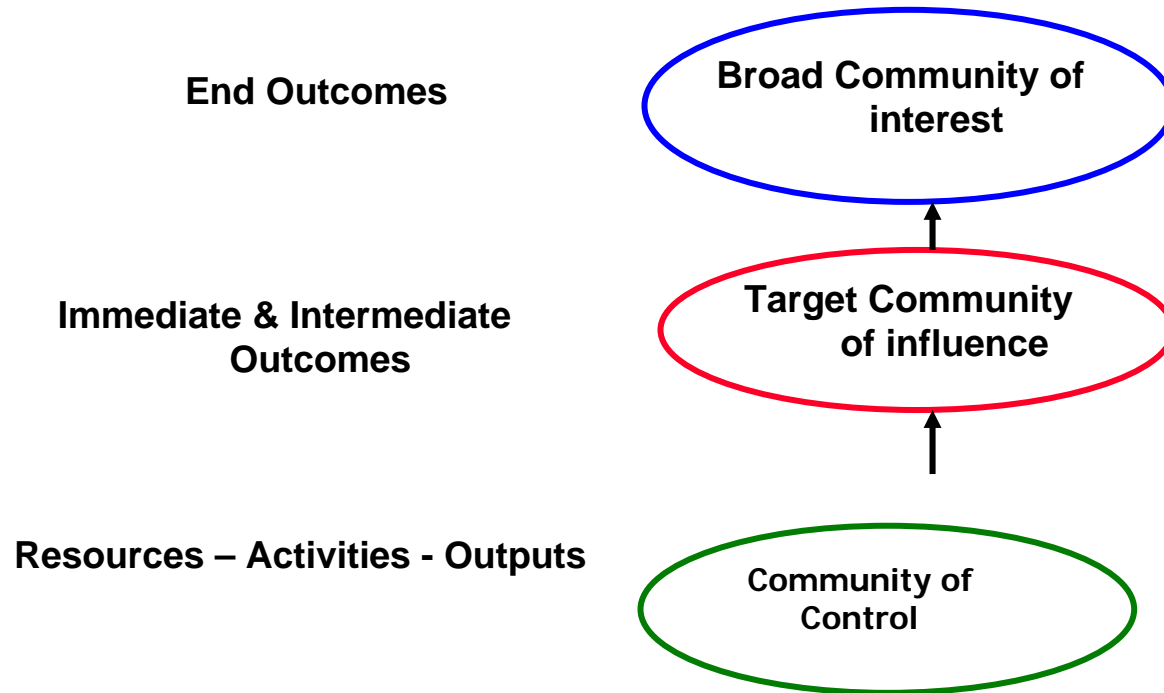 End Outcomes
Broad Community of
interest
Immediate & Intermediate
Outcomes
Target Community
of influence
Resources – Activities - Outputs
Community of
Control